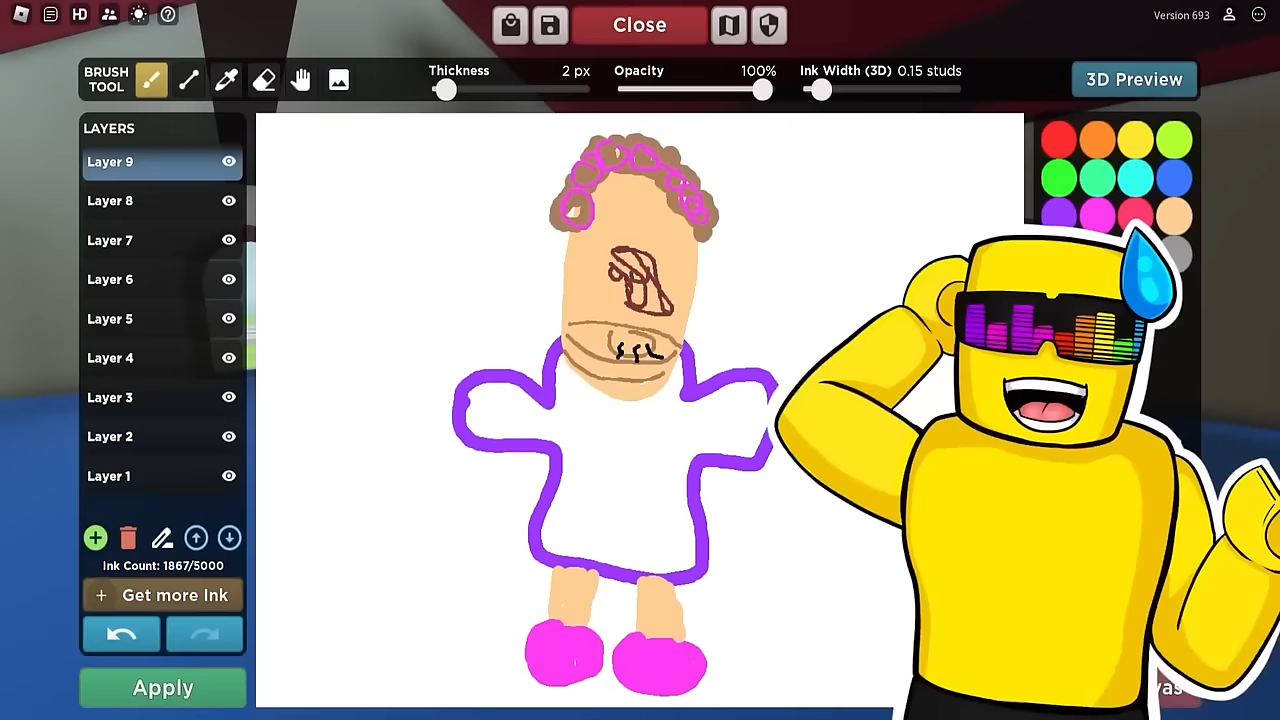 HD
Close
Version 693
BRUSH
TOOL
Thickness
2 px
Opacity
100%
Ink Width (3D)
0.15 studs
3D Preview
LAYERS
Layer 9
Layer 8
Layer 7
Layer 6
Layer 5
Layer 4
Layer 3
Layer 2
Layer 1
Ink Count: 1867/5000
+ Get more Ink
Apply